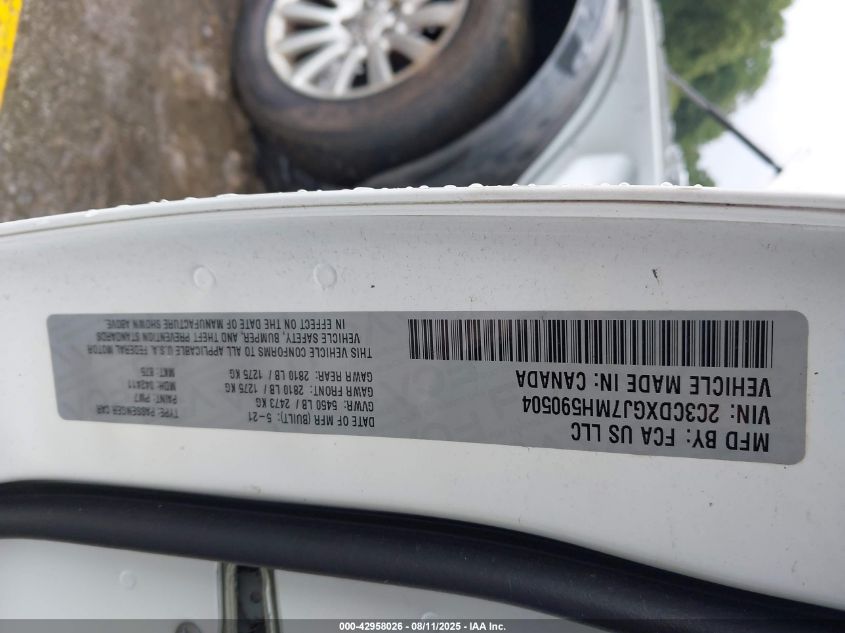 MFD BY: FCA US LLC
VIN: 2C3CDXGJ7MH590504
VEHICLE MADE IN: CANADA
DATE OF MFR (BUILT): 5-21
GVWR: 5450 LB / 2473 KG
GAWR FRONT: 2810 LB / 1275 KG
GAWR REAR: 2810 LB / 1275 KG
TYPE: PASSENGER CAR
PAINT: PW7
MDH: 042411
MKT: 875
THIS VEHICLE CONFORMS TO ALL APPLICABLE U.S.A. FEDERAL MOTOR
VEHICLE SAFETY, BUMPER, AND THEFT PREVENTION STANDARDS
IN EFFECT ON THE DATE OF MANUFACTURE SHOWN ABOVE.
000-42958026 - 08/11/2025 - IAA Inc.